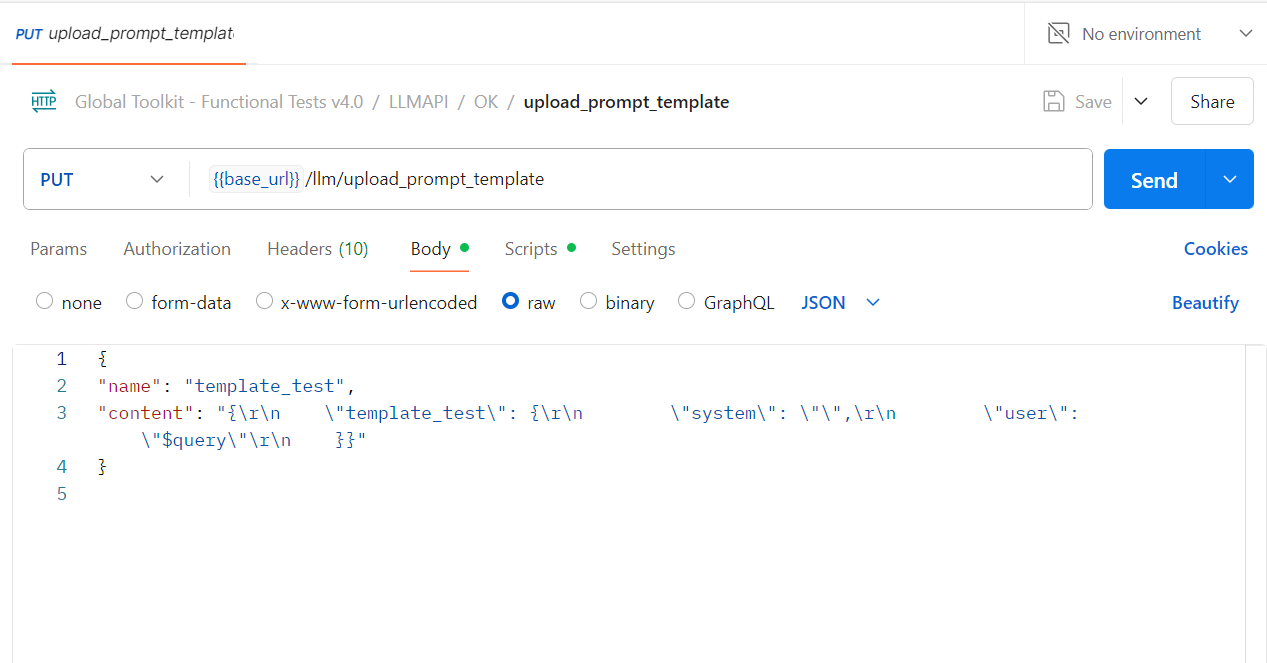 PUT upload_prompt_templat
No environment
HTTP Global Toolkit - Functional Tests v4.0 / LLMAPI / OK / upload_prompt_template
Save
Share
PUT
{{base_url}} /llm/upload_prompt_template
Send
Params Authorization Headers (10) Body Scripts Settings Cookies
none form-data x-www-form-urlencoded raw binary GraphQL JSON Beautify
1 {
2 "name": "template_test",
3 "content": "{\r\n    \"template_test\": {\r\n        \"system\": \"\",\r\n        \"user\":
\"$query\"\r\n    }}"
4 }
5